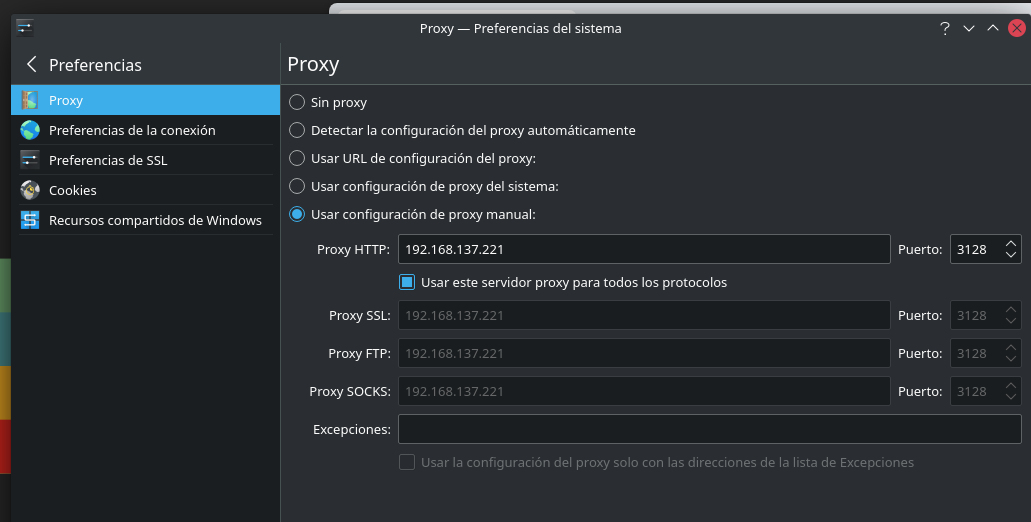 Proxy — Preferencias del sistema
Preferencias
Proxy
Preferencias de la conexión
Preferencias de SSL
Cookies
Recursos compartidos de Windows
Proxy
Sin proxy
Detectar la configuración del proxy automáticamente
Usar URL de configuración del proxy:
Usar configuración de proxy del sistema:
Usar configuración de proxy manual:
Proxy HTTP: 192.168.137.221 Puerto: 3128
Usar este servidor proxy para todos los protocolos
Proxy SSL: 192.168.137.221 Puerto: 3128
Proxy FTP: 192.168.137.221 Puerto: 3128
Proxy SOCKS: 192.168.137.221 Puerto: 3128
Excepciones:
Usar la configuración del proxy solo con las direcciones de la lista de Excepciones